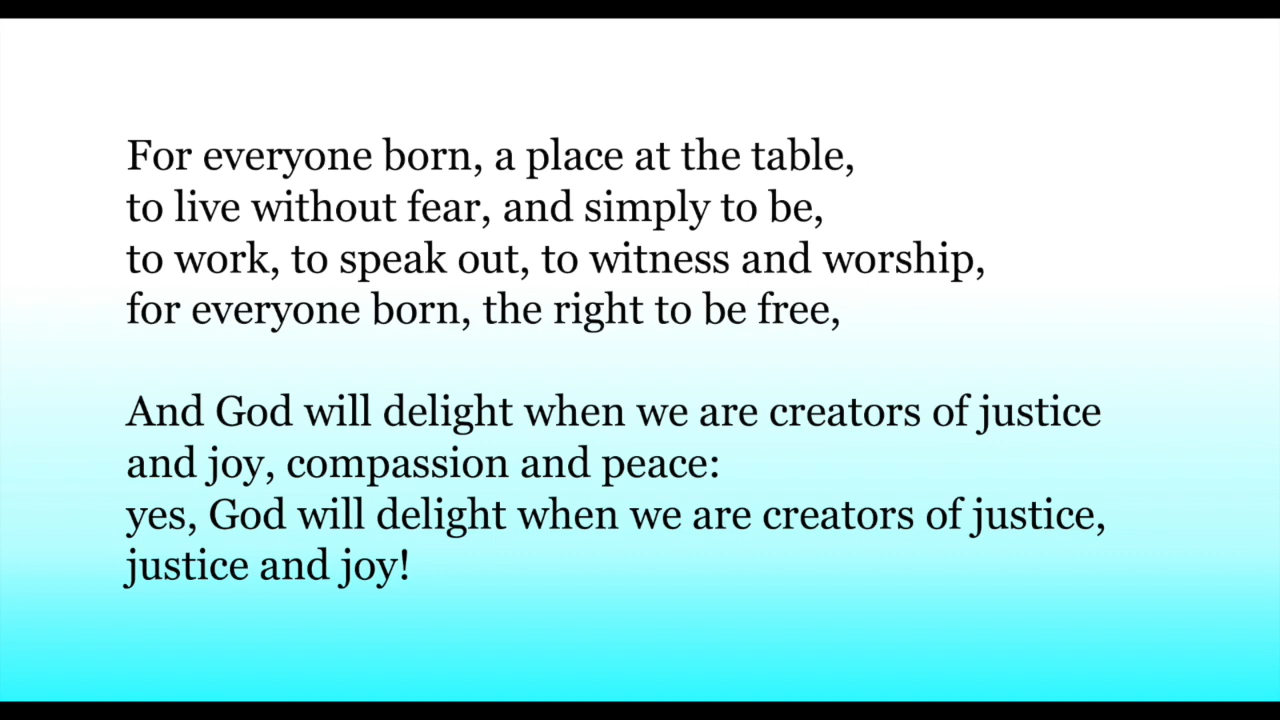 For everyone born, a place at the table,
to live without fear, and simply to be,
to work, to speak out, to witness and worship,
for everyone born, the right to be free,
And God will delight when we are creators of justice
and joy, compassion and peace:
yes, God will delight when we are creators of justice,
justice and joy!